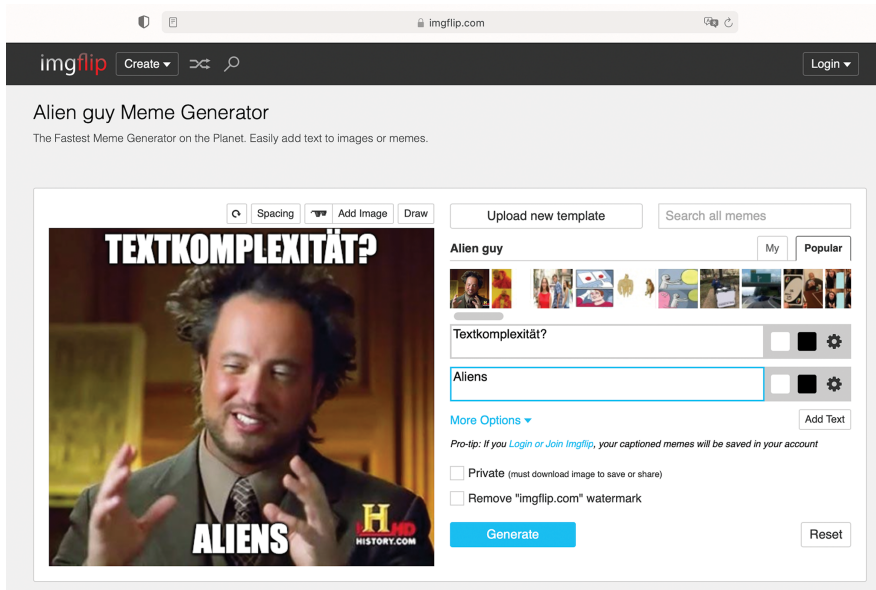 imgflip.com
imgflip Create Login
Alien guy Meme Generator
The Fastest Meme Generator on the Planet. Easily add text to images or memes.
Spacing Add Image Draw
Upload new template Search all memes
Alien guy My Popular
TEXTKOMPLEXITÄT?
Textkomplexität?
Aliens
More Options Add Text
Pro-tip: If you Login or Join Imgflip, your captioned memes will be saved in your account
Private (must download image to save or share)
Remove "imgflip.com" watermark
ALIENS
H HD
HISTORY.COM
Generate Reset